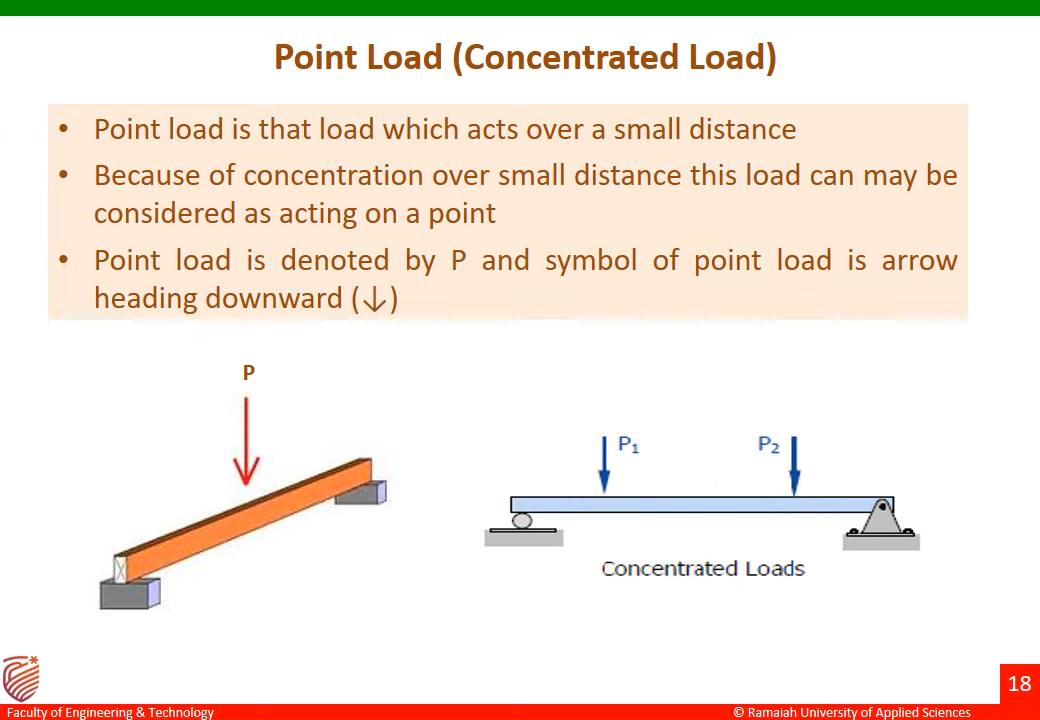 Point Load (Concentrated Load)
• Point load is that load which acts over a small distance
• Because of concentration over small distance this load can may be
considered as acting on a point
• Point load is denoted by P and symbol of point load is arrow
heading downward (↓)
P
P₁
P₂
Concentrated Loads
18
Faculty of Engineering & Technology
© Ramaiah University of Applied Sciences